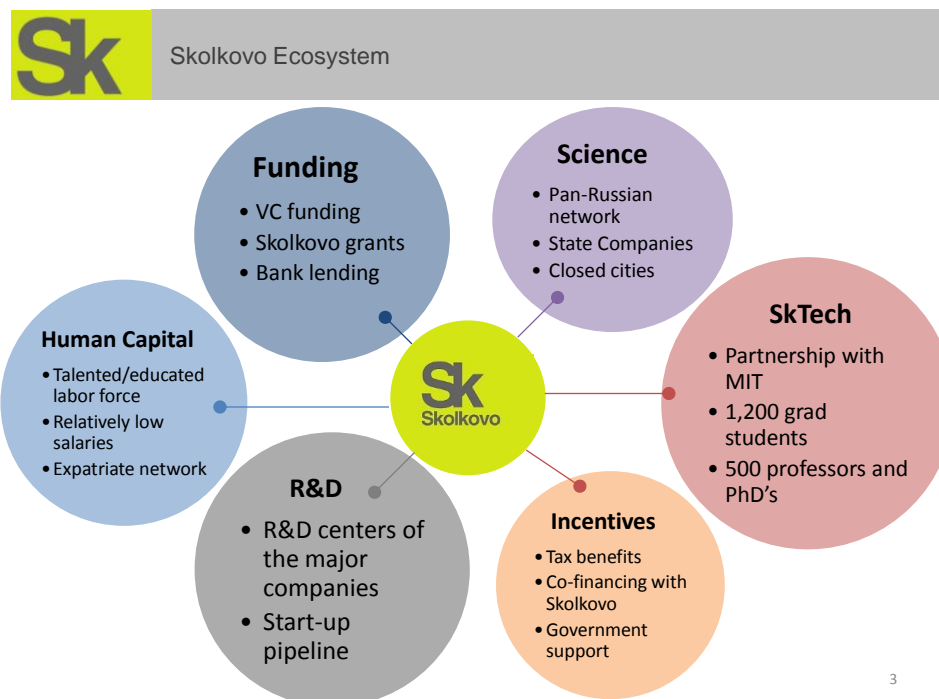 Sk
Skolkovo Ecosystem
Funding
• VC funding
• Skolkovo grants
• Bank lending
Science
• Pan-Russian
network
• State Companies
• Closed cities
Human Capital
• Talented/educated
labor force
• Relatively low
salaries
• Expatriate network
Sk
Skolkovo
SkTech
• Partnership with
MIT
• 1,200 grad
students
• 500 professors and
PhD's
R&D
• R&D centers of
the major
companies
• Start-up
pipeline
Incentives
• Tax benefits
• Co-financing with
Skolkovo
• Government
support
3